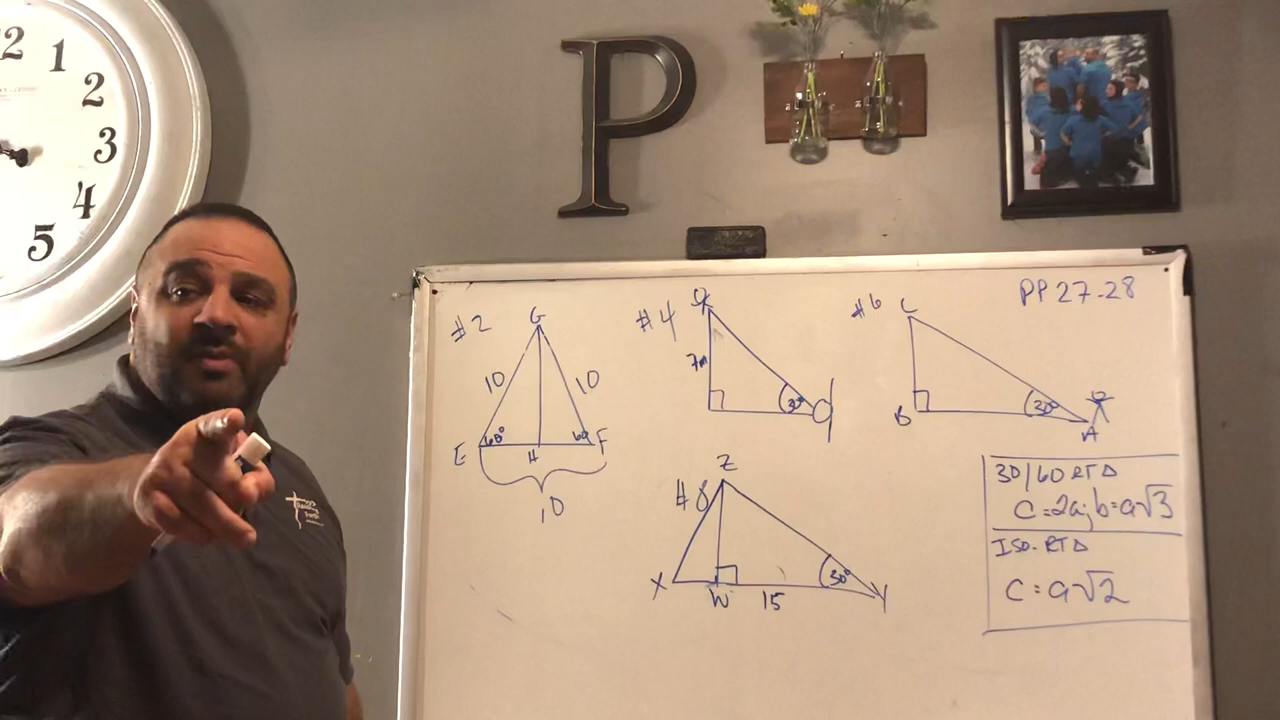 12
1
2
3
4
5
P
PP 27-28
#2
G
10
10
E
60°
H
60
F
10
#4
7m
30°
#6
C
B
30°
A
#8
Z
X
W
15
30°
Y
30/60 RT Δ
C=2a; b=a√3
ISO. RT Δ
C=a√2